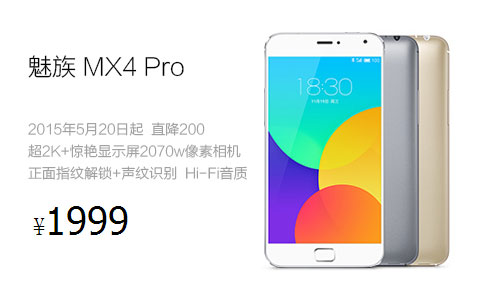 魅族 MX4 Pro
2015年5月20日起 直降200
超2K+惊艳显示屏2070w像素相机
正面指纹解锁+声纹识别 Hi-Fi音质
¥1999
18:30